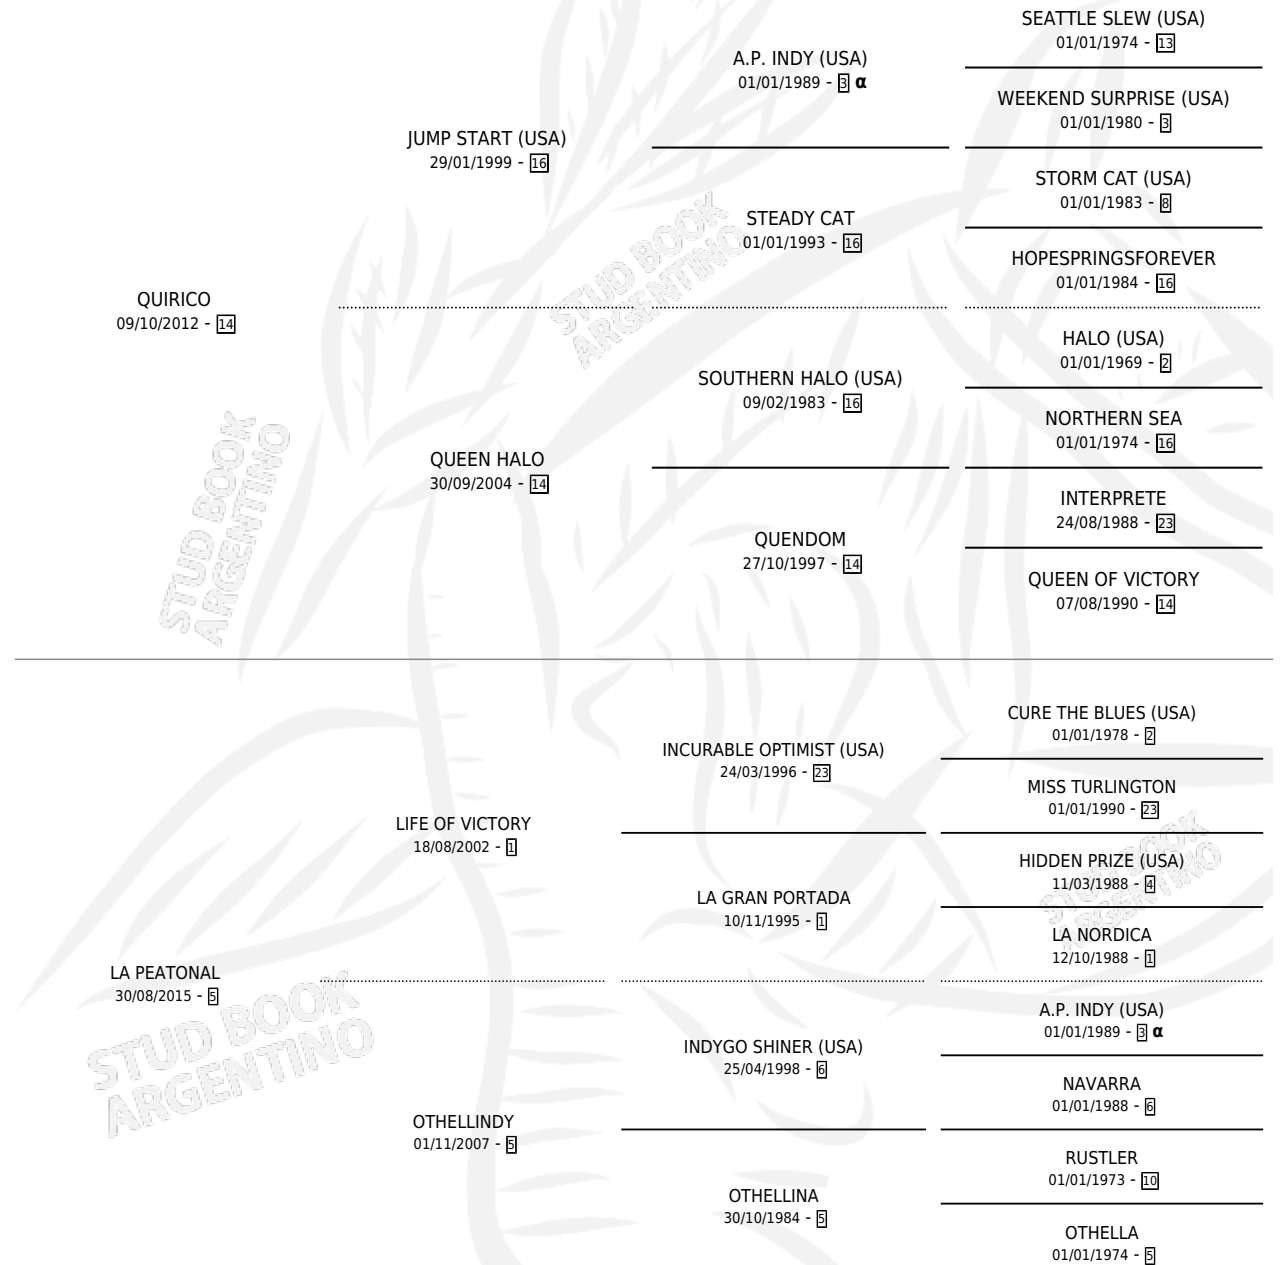 SEATTLE SLEW (USA)
01/01/1974 - 13
A.P. INDY (USA)
01/01/1989 - 3 α
WEEKEND SURPRISE (USA)
01/01/1980 - 3
JUMP START (USA)
29/01/1999 - 16
STORM CAT (USA)
01/01/1983 - 8
STEADY CAT
01/01/1993 - 16
HOPESPRINGSFOREVER
01/01/1984 - 16
QUIRICO
09/10/2012 - 14
HALO (USA)
01/01/1969 - 2
SOUTHERN HALO (USA)
09/02/1983 - 16
NORTHERN SEA
01/01/1974 - 16
QUEEN HALO
30/09/2004 - 14
INTERPRETE
24/08/1988 - 23
QUENDOM
27/10/1997 - 14
QUEEN OF VICTORY
07/08/1990 - 14
CURE THE BLUES (USA)
01/01/1978 - 2
INCURABLE OPTIMIST (USA)
24/03/1996 - 23
MISS TURLINGTON
01/01/1990 - 23
LIFE OF VICTORY
18/08/2002 - 1
HIDDEN PRIZE (USA)
11/03/1988 - 4
LA GRAN PORTADA
10/11/1995 - 1
LA NORDICA
12/10/1988 - 1
LA PEATONAL
30/08/2015 - 5
A.P. INDY (USA)
01/01/1989 - 3 α
INDYGO SHINER (USA)
25/04/1998 - 6
NAVARRA
01/01/1988 - 6
OTHELLINDY
01/11/2007 - 5
RUSTLER
01/01/1973 - 10
OTHELLINA
30/10/1984 - 5
OTHELLA
01/01/1974 - 5
STUD BOOK
ARGENTINO
STUD BOOK
ARGENTINO
STUD BOOK
ARGENTINO
STUD BOOK
ARGENTINO